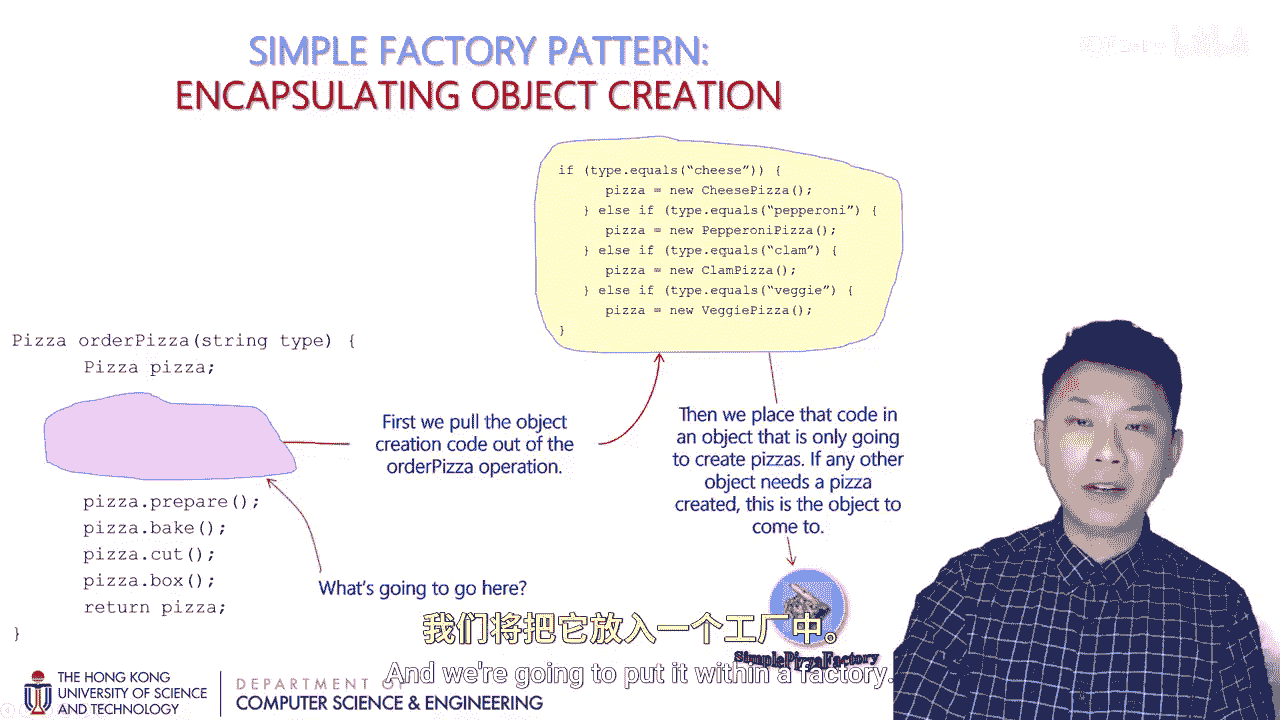 SIMPLE FACTORY PATTERN:
ENCAPSULATING OBJECT CREATION
if (type.equals(“cheese”)) {
pizza = new CheesePizza();
} else if (type.equals(“pepperoni”) {
pizza = new PepperoniPizza();
} else if (type.equals(“clam”) {
pizza = new ClamPizza();
} else if (type.equals(“veggie”) {
pizza = new VeggiePizza();
}
Pizza orderPizza(string type) {
Pizza pizza;
pizza.prepare();
pizza.bake();
pizza.cut();
pizza.box();
return pizza;
}
First we pull the object
creation code out of the
orderPizza operation.
What’s going to go here?
Then we place that code in
an object that is only going
to create pizzas. If any other
object needs a pizza
created, this is the object to
come to.
SimplePizzaFactory
我们将把它放入一个工厂中。
And we're going to put it within a factory.
THE HONG KONG
UNIVERSITY OF SCIENCE
AND TECHNOLOGY
DEPARTMENT OF
COMPUTER SCIENCE & ENGINEERING